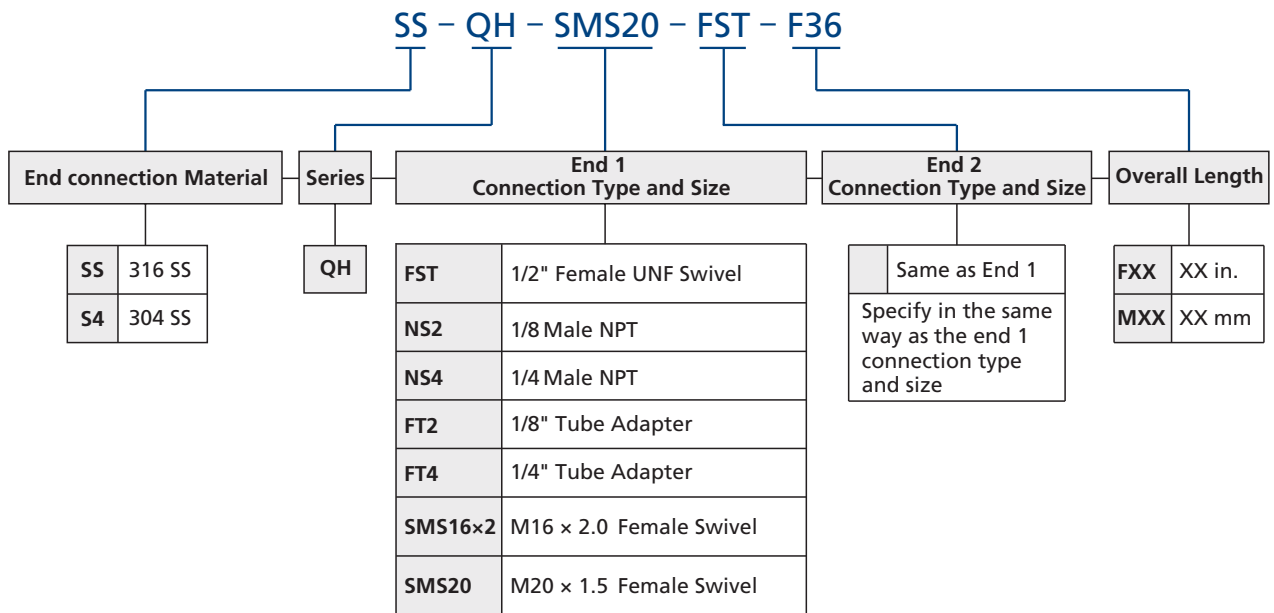 SS – QH – SMS20 – FST – F36
End connection Material
Series
End 1
Connection Type and Size
End 2
Connection Type and Size
Overall Length
SS 316 SS
S4 304 SS
QH
FST 1/2" Female UNF Swivel
NS2 1/8 Male NPT
NS4 1/4 Male NPT
FT2 1/8" Tube Adapter
FT4 1/4" Tube Adapter
SMS16×2 M16 × 2.0 Female Swivel
SMS20 M20 × 1.5 Female Swivel
Same as End 1
Specify in the same
way as the end 1
connection type
and size
FXX XX in.
MXX XX mm